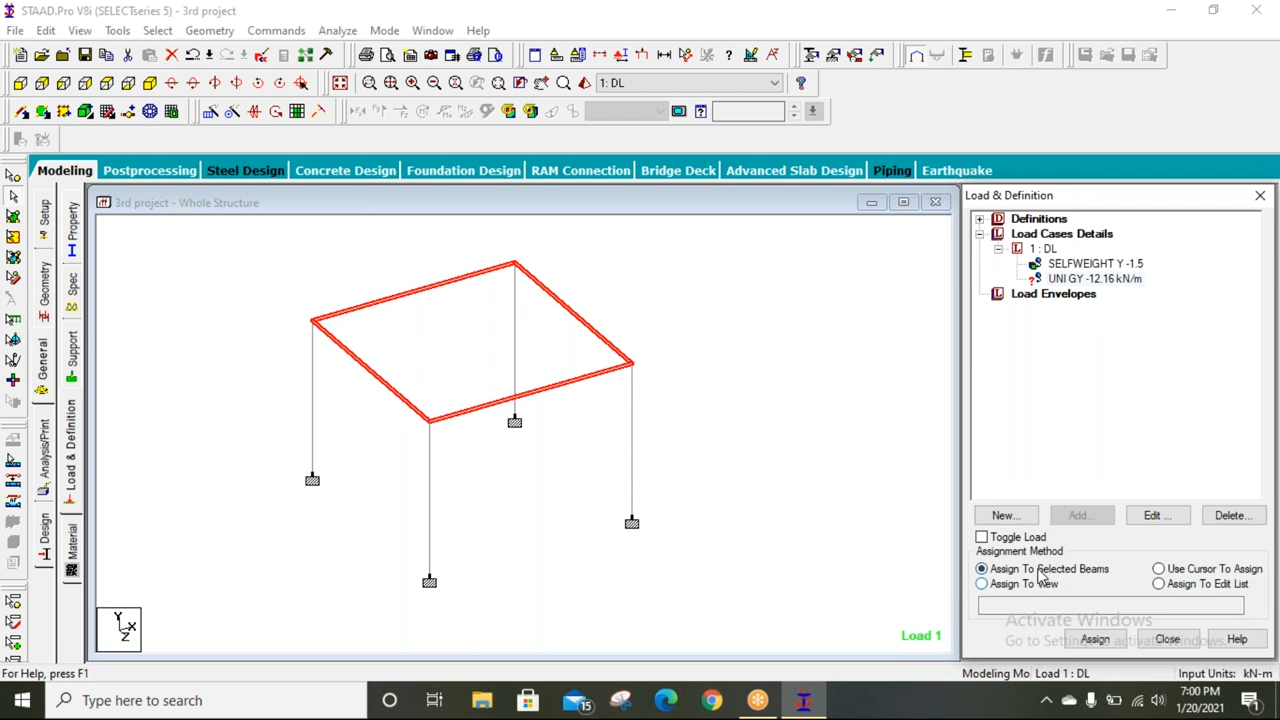 STAAD.Pro V8i (SELECTseries 5) - 3rd project
File Edit View Tools Select Geometry Commands Analyze Mode Window Help
1: DL
Modeling Postprocessing Steel Design Concrete Design Foundation Design RAM Connection Bridge Deck Advanced Slab Design Piping Earthquake
Setup
Geometry
General
Analysis/Print
Design
Property
Spec
Support
Load & Definition
Material
3rd project - Whole Structure
Y
X
Z
Load 1
Load & Definition
Definitions
Load Cases Details
1 : DL
SELFWEIGHT Y -1.5
UNI GY -12.16 kN/m
Load Envelopes
New... Add... Edit ... Delete...
Toggle Load
Assignment Method
Assign To Selected Beams Use Cursor To Assign
Assign To View Assign To Edit List
Activate Windows
Go to Settings to activate Windows.
Assign Close Help
For Help, press F1 Modeling Mo Load 1 : DL Input Units: kN-m
Type here to search
15
7:00 PM
1/20/2021
1